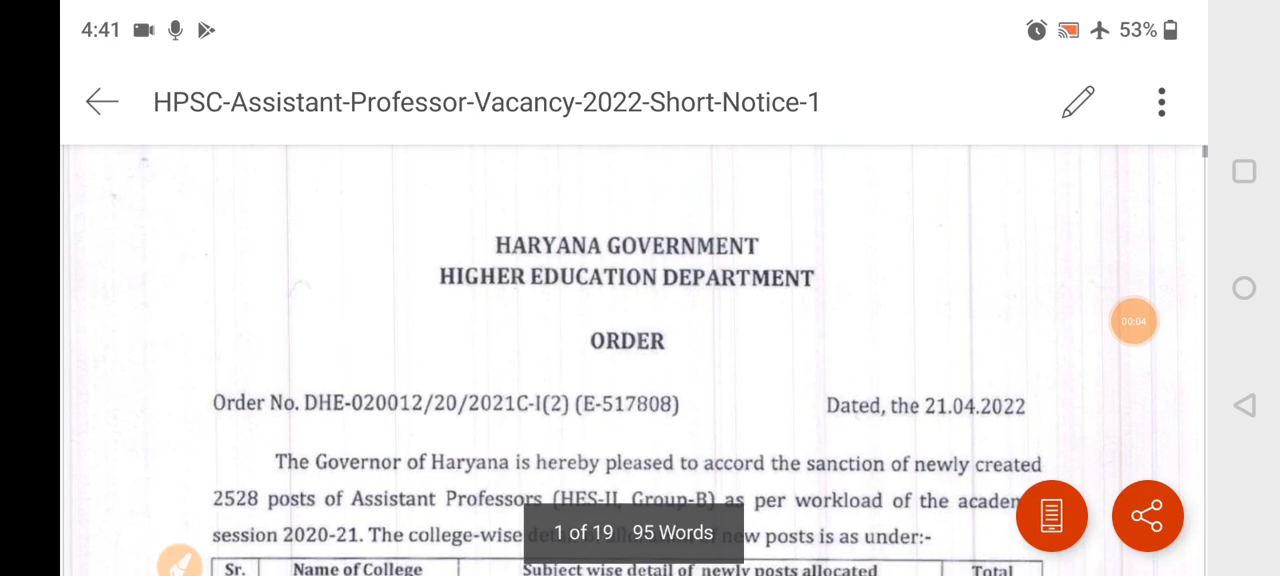 4:41 53%
HPSC-Assistant-Professor-Vacancy-2022-Short-Notice-1
HARYANA GOVERNMENT
HIGHER EDUCATION DEPARTMENT
ORDER
00:04
Order No. DHE-020012/20/2021C-I(2) (E-517808) Dated, the 21.04.2022
The Governor of Haryana is hereby pleased to accord the sanction of newly created
2528 posts of Assistant Professors (HES-II, Group-B) as per workload of the academ
session 2020-21. The college-wise new posts is as under:-
1 of 19 95 Words
Sr. Name of College Subject wise detail of newly posts allocated Total